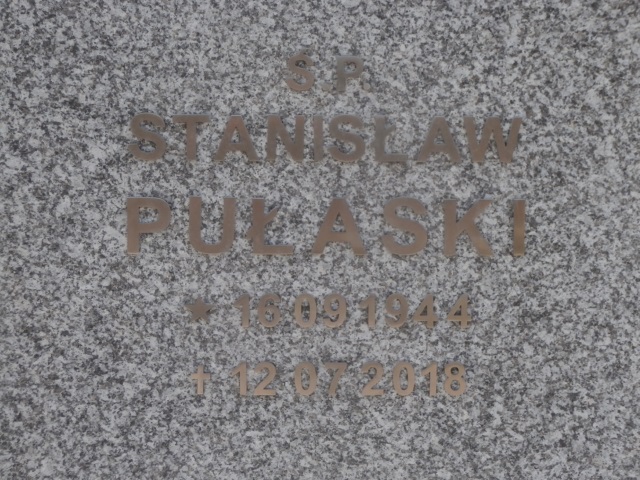 Ś P
STANISŁAW
PUŁASKI
* 16 09 1944
† 12 07 2018